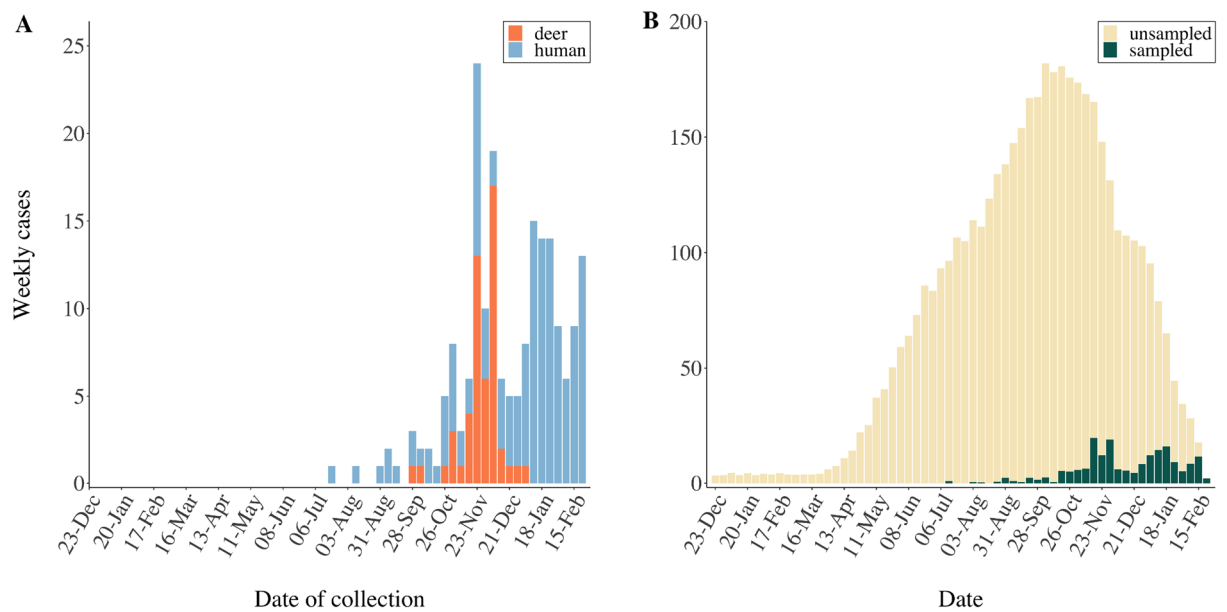 A
deer
human
25
20
15
10
5
0
Weekly cases
23-Dec
20-Jan
17-Feb
16-Mar
13-Apr
11-May
08-Jun
06-Jul
03-Aug
31-Aug
28-Sep
26-Oct
23-Nov
21-Dec
18-Jan
15-Feb
Date of collection
B
unsampled
sampled
200
150
100
50
0
23-Dec
20-Jan
17-Feb
16-Mar
13-Apr
11-May
08-Jun
06-Jul
03-Aug
31-Aug
28-Sep
26-Oct
23-Nov
21-Dec
18-Jan
15-Feb
Date